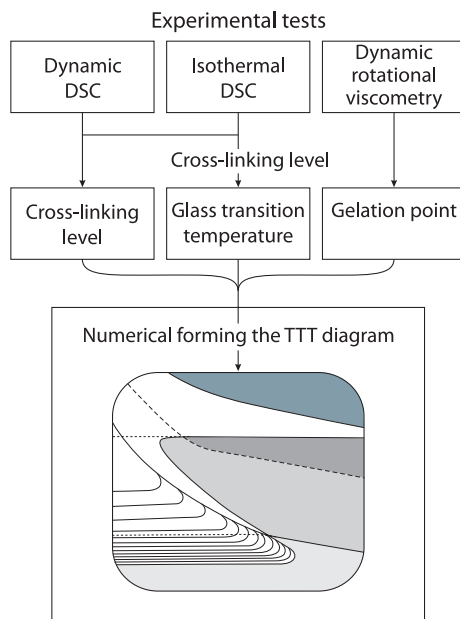 Experimental tests
Dynamic
DSC
Isothermal
DSC
Dynamic
rotational
viscometry
Cross-linking level
Cross-linking
level
Glass transition
temperature
Gelation point
Numerical forming the TTT diagram